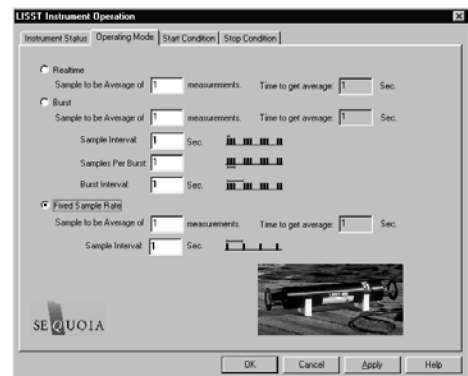 LISST Instrument Operation
Instrument Status Operating Mode Start Condition Stop Condition
Realtime
Sample to be Average of 1 measurements. Time to get average: 1 Sec.
Burst
Sample to be Average of 1 measurements. Time to get average: 1 Sec.
Sample Interval: 1 Sec.
Samples Per Burst: 1
Burst Interval: 1 Sec.
Fixed Sample Rate
Sample to be Average of 1 measurements. Time to get average: 1 Sec.
Sample Interval: 1 Sec.
SEQUOIA
OK Cancel Apply Help